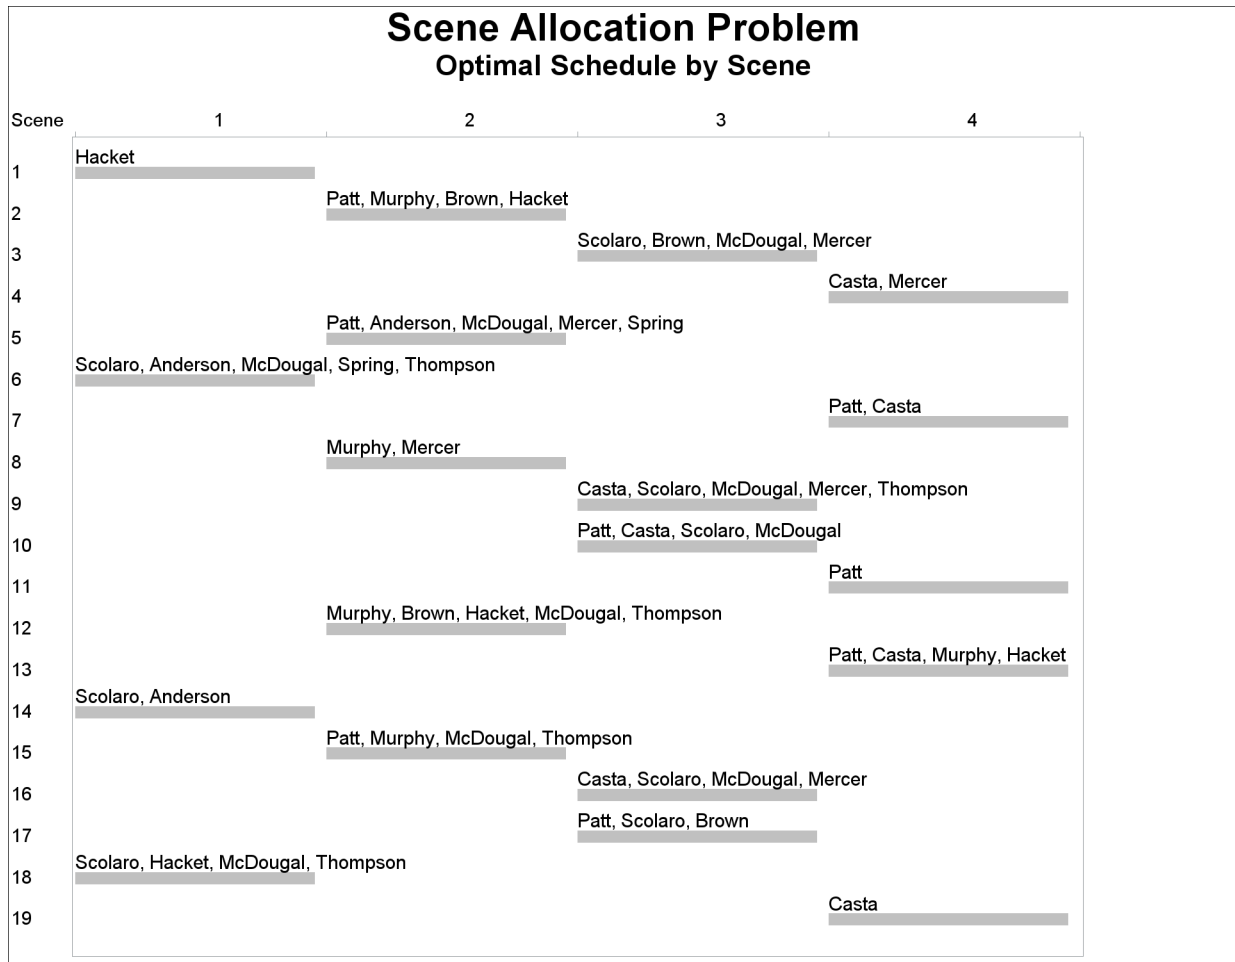 Scene Allocation Problem
Optimal Schedule by Scene
Scene 1 2 3 4
Hacket
1
Patt, Murphy, Brown, Hacket
2
Scolaro, Brown, McDougal, Mercer
3
Casta, Mercer
4
Patt, Anderson, McDougal, Mercer, Spring
5
Scolaro, Anderson, McDougal, Spring, Thompson
6
Patt, Casta
7
Murphy, Mercer
8
Casta, Scolaro, McDougal, Mercer, Thompson
9
Patt, Casta, Scolaro, McDougal
10
Patt
11
Murphy, Brown, Hacket, McDougal, Thompson
12
Patt, Casta, Murphy, Hacket
13
Scolaro, Anderson
14
Patt, Murphy, McDougal, Thompson
15
Casta, Scolaro, McDougal, Mercer
16
Patt, Scolaro, Brown
17
Scolaro, Hacket, McDougal, Thompson
18
Casta
19